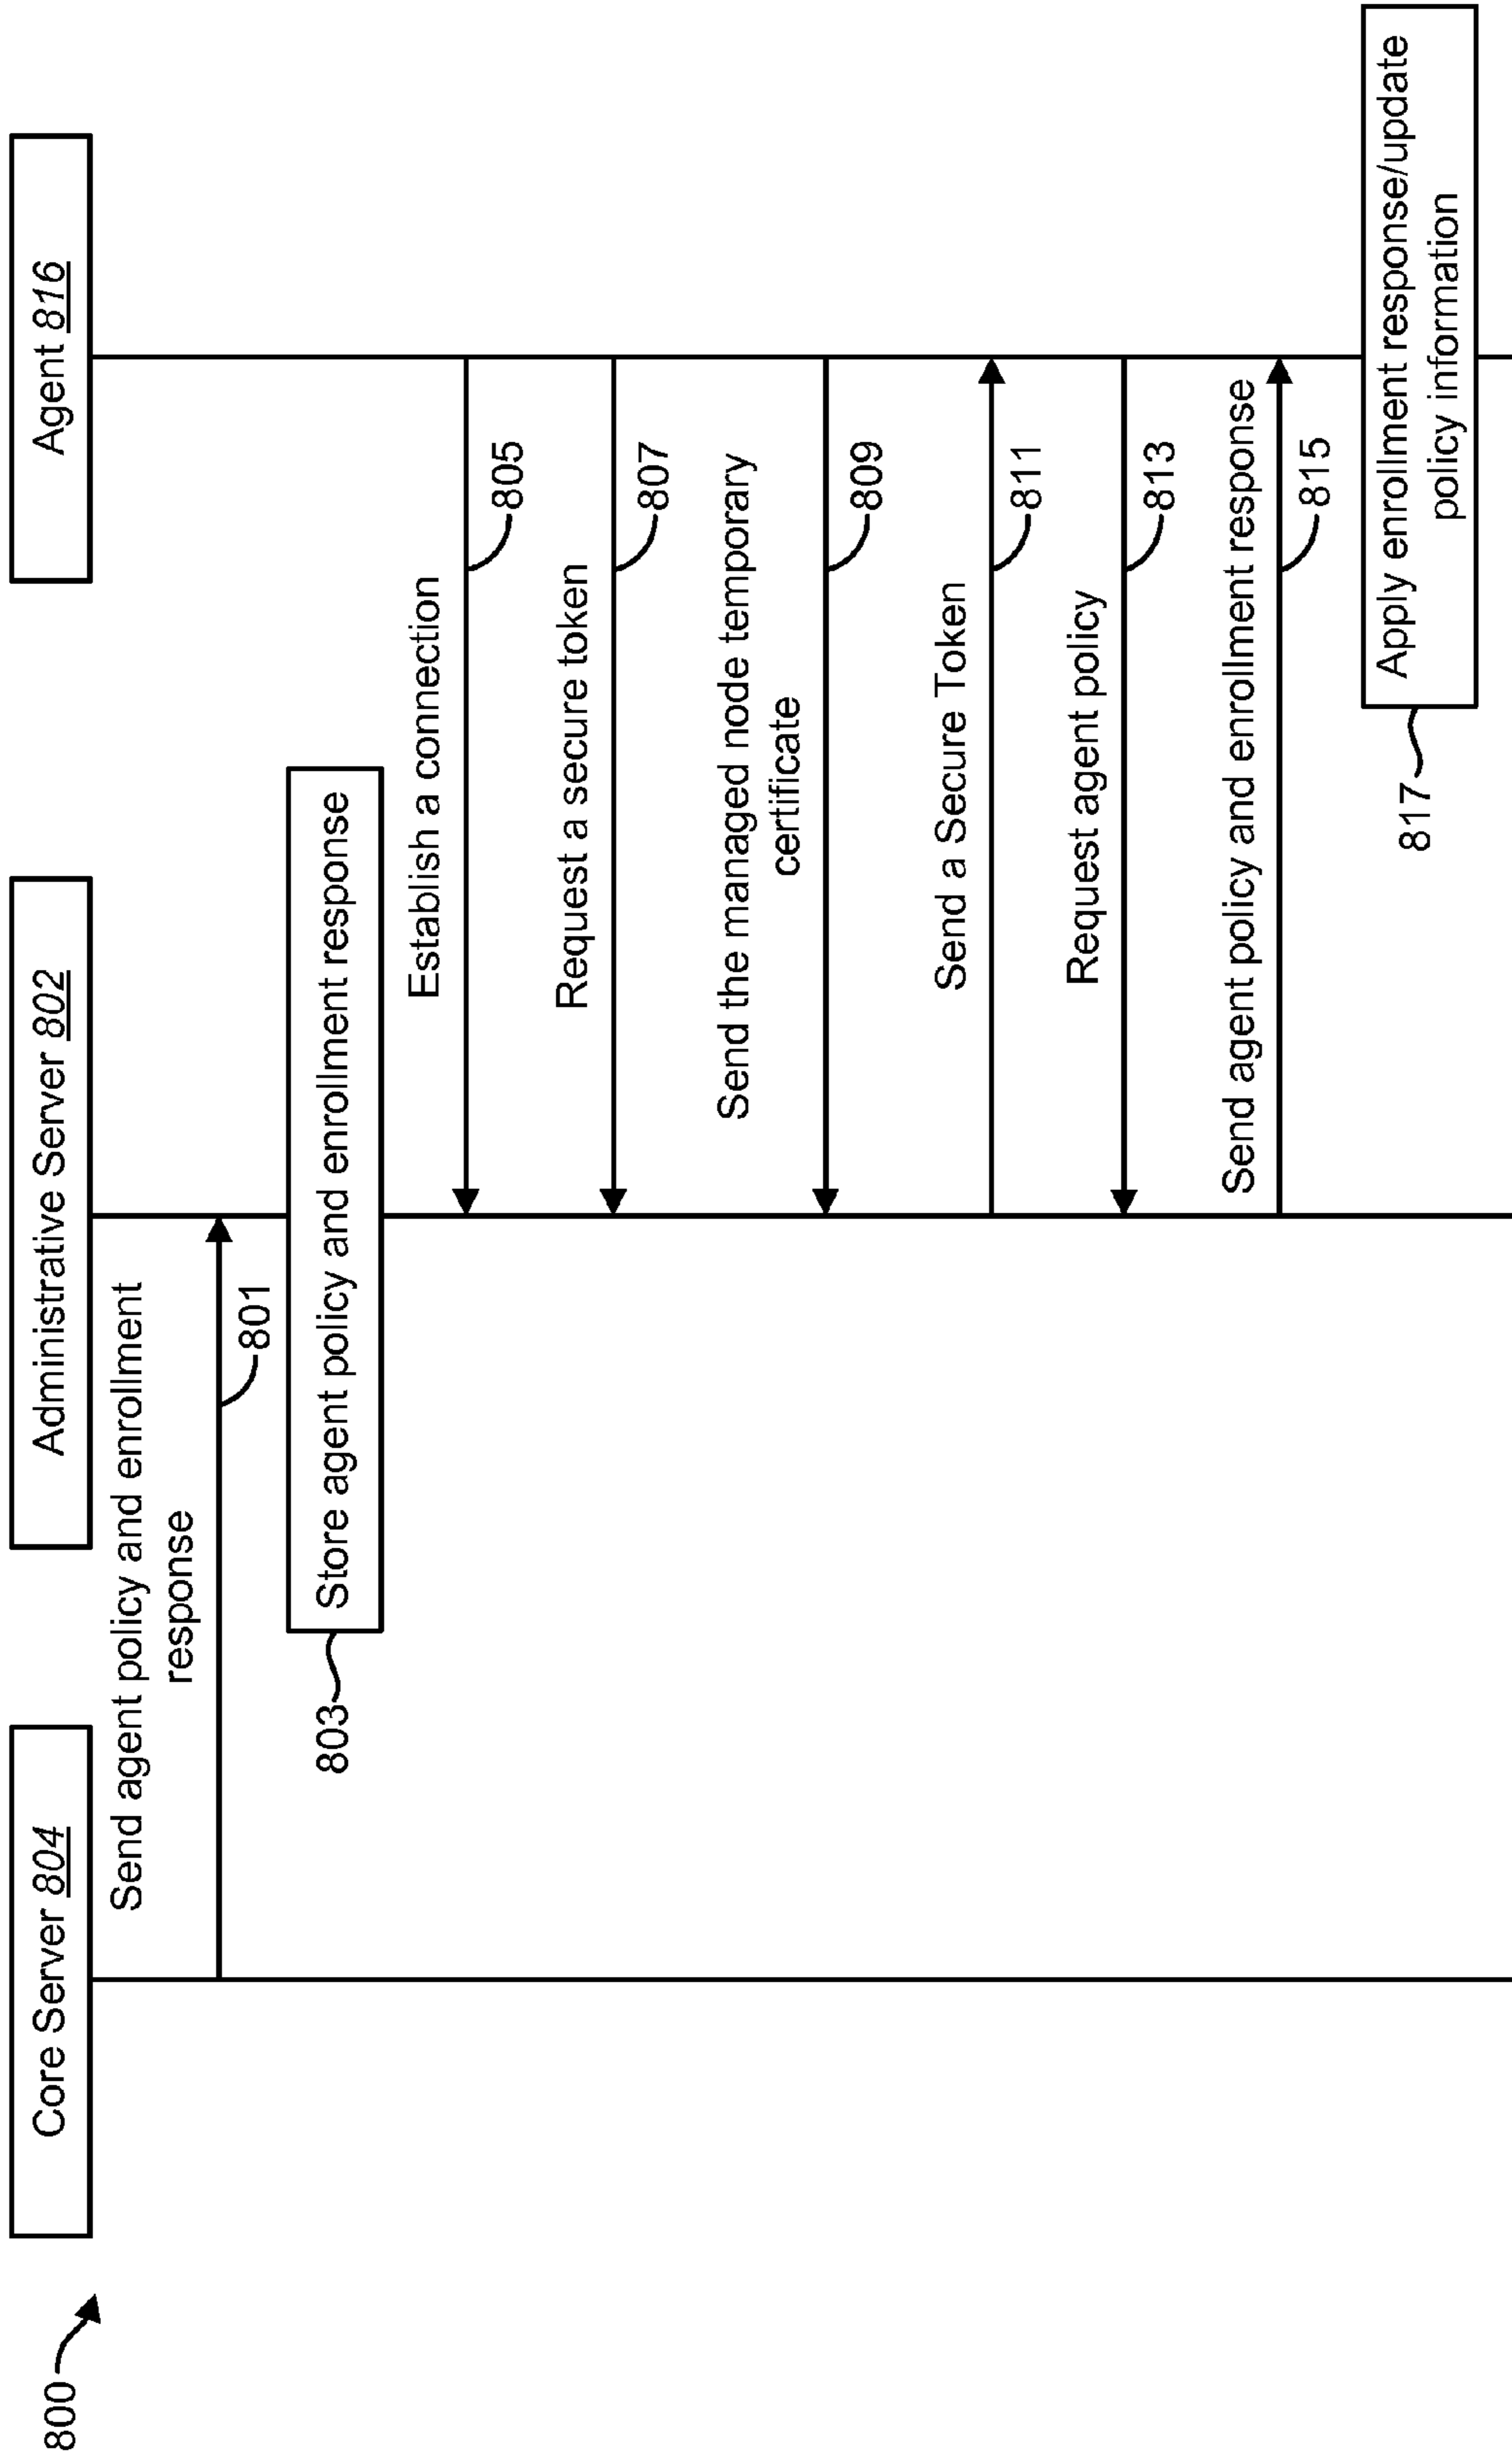 800
Core Server 804
Administrative Server 802
Agent 816
Send agent policy and enrollment
response
801
Store agent policy and enrollment response
803
Establish a connection
805
Request a secure token
807
Send the managed node temporary
certificate
809
Send a Secure Token
811
Request agent policy
813
Send agent policy and enrollment response
815
Apply enrollment response/update
policy information
817